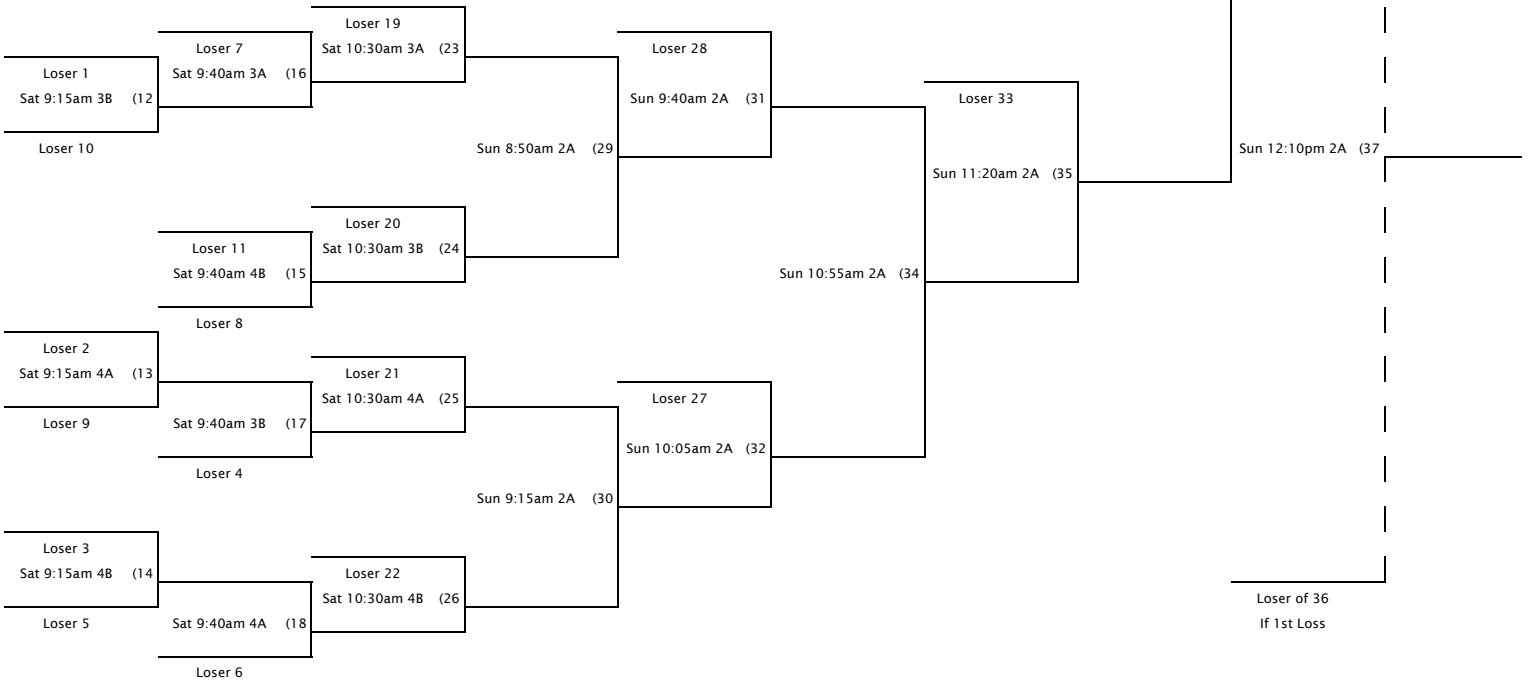 Loser 19
Sat 10:30am 3A (23
Loser 7
Sat 9:40am 3A (16
Loser 1
Sat 9:15am 3B (12
Loser 10
Loser 28
Sun 9:40am 2A (31
Sun 8:50am 2A (29
Loser 33
Sun 11:20am 2A (35
Sun 12:10pm 2A (37
Loser 20
Sat 10:30am 3B (24
Loser 11
Sat 9:40am 4B (15
Loser 8
Sun 10:55am 2A (34
Loser 2
Sat 9:15am 4A (13
Loser 9
Loser 21
Sat 10:30am 4A (25
Sat 9:40am 3B (17
Loser 4
Loser 27
Sun 10:05am 2A (32
Sun 9:15am 2A (30
Loser 3
Sat 9:15am 4B (14
Loser 5
Loser 22
Sat 10:30am 4B (26
Sat 9:40am 4A (18
Loser 6
Loser of 36
If 1st Loss